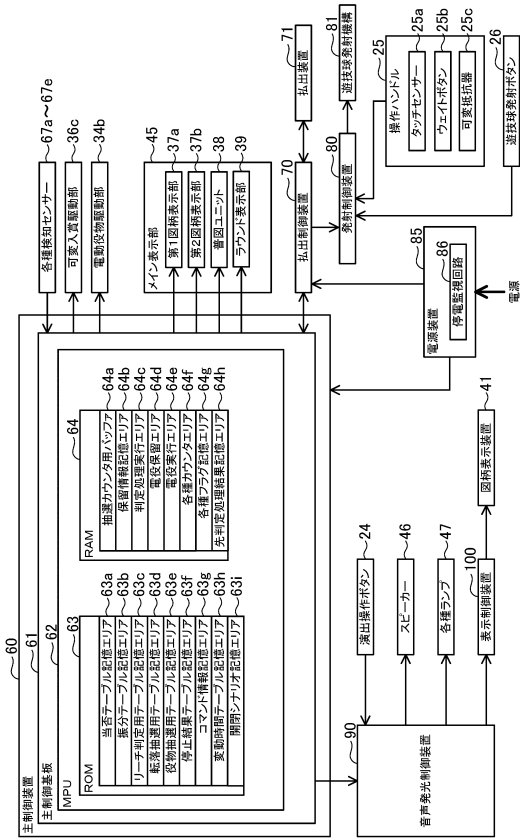 60
主制御装置
61
主制御基板
62
MPU
63
ROM
当否テーブル記憶エリア 63a
振分テーブル記憶エリア 63b
リーチ判定用テーブル記憶エリア 63c
転落抽選用テーブル記憶エリア 63d
役物抽選用テーブル記憶エリア 63e
停止結果テーブル記憶エリア 63f
コマンド情報記憶エリア 63g
変動時間テーブル記憶エリア 63h
開閉シナリオ記憶エリア 63i
64
RAM
抽選カウンタ用バッファ 64a
保留情報記憶エリア 64b
判定処理実行エリア 64c
電役保留エリア 64d
電役実行エリア 64e
各種カウンタエリア 64f
各種フラグ記憶エリア 64g
先判定処理結果記憶エリア 64h
各種検知センサー 67a～67e
可変入賞駆動部 36c
電動役物駆動部 34b
45
メイン表示部
第1図柄表示部 37a
第2図柄表示部 37b
普図ユニット 38
ラウンド表示部 39
払出制御装置 70
払出装置 71
発射制御装置 80
遊技球発射機構 81
25
操作ハンドル
タッチセンサー 25a
ウェイトボタン 25b
可変抵抗器 25c
遊技球発射ボタン 26
85
電源装置
86
停電監視回路
電源
90
音声発光制御装置
演出操作ボタン 24
スピーカー 46
各種ランプ 47
表示制御装置 100
図柄表示装置 41